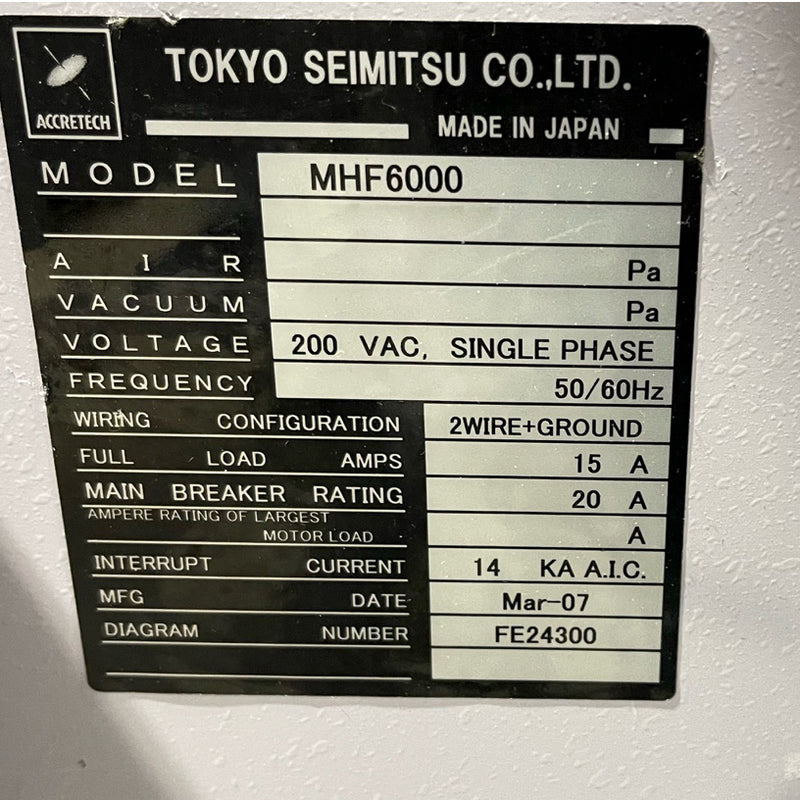 ACCRETECH
TOKYO SEIMITSU CO.,LTD.
MADE IN JAPAN
MODEL MHF6000
AIR Pa
VACUUM Pa
VOLTAGE 200 VAC, SINGLE PHASE
FREQUENCY 50/60Hz
WIRING CONFIGURATION 2WIRE+GROUND
FULL LOAD AMPS 15 A
MAIN BREAKER RATING 20 A
AMPERE RATING OF LARGEST
MOTOR LOAD A
INTERRUPT CURRENT 14 KA A.I.C.
MFG DATE Mar-07
DIAGRAM NUMBER FE24300